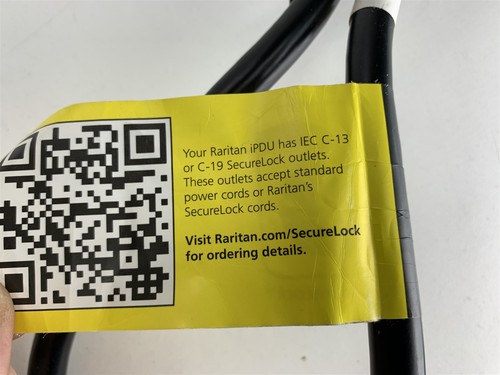 Your Raritan iPDU has IEC C-13
or C-19 SecureLock outlets.
These outlets accept standard
power cords or Raritan's
SecureLock cords.
Visit Raritan.com/SecureLock
for ordering details.